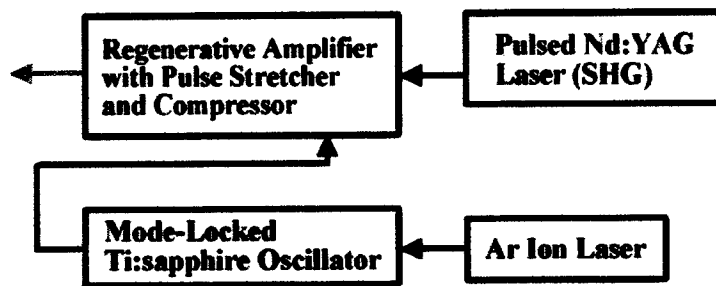 Regenerative Amplifier
with Pulse Stretcher
and Compressor
Pulsed Nd:YAG
Laser (SHG)
Mode-Locked
Ti:sapphire Oscillator
Ar Ion Laser